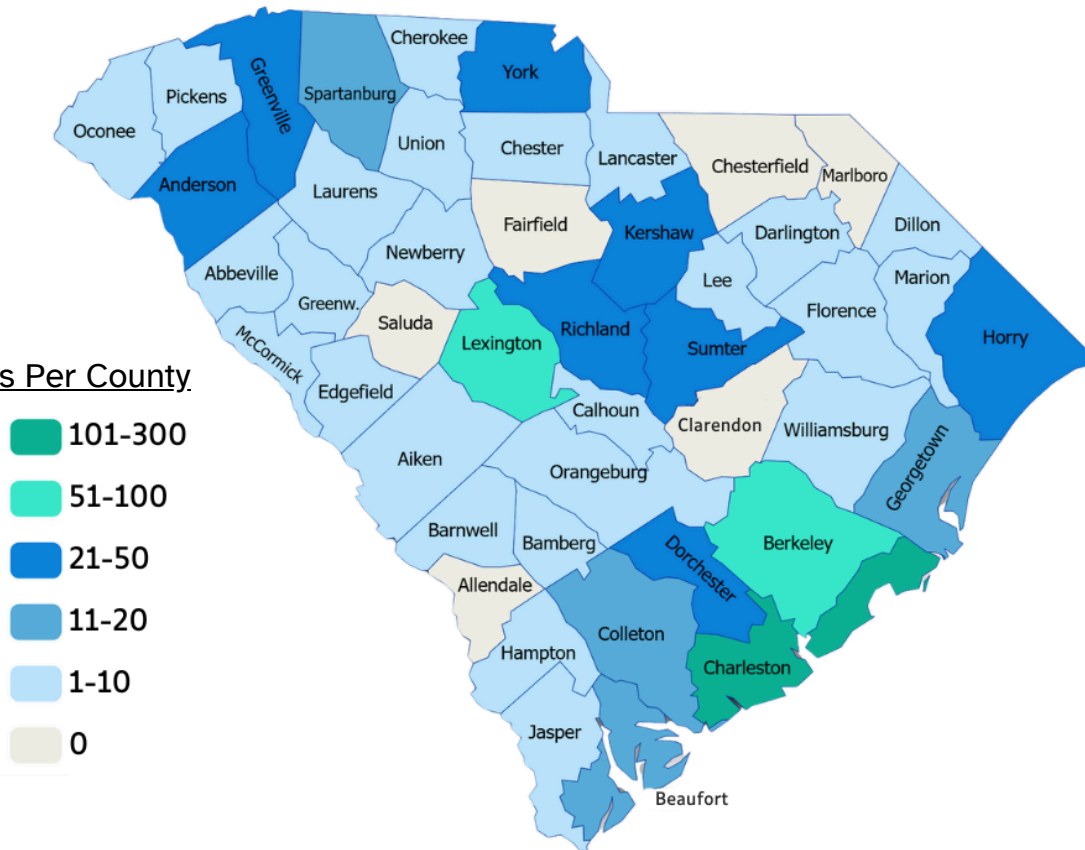 Cherokee
York
Greenville
Spartanburg
Pickens
Oconee
Union
Chester
Lancaster
Chesterfield
Marlboro
Anderson
Laurens
Fairfield
Kershaw
Darlington
Dillon
Newberry
Abbeville
Lee
Marion
Greenw.
Saluda
Richland
Florence
Horry
McCormick
Lexington
Sumter
s Per County
Edgefield
Calhoun
Clarendon
Williamsburg
101-300
Aiken
Orangeburg
Georgetown
51-100
Barnwell
Bamberg
Berkeley
21-50
Dorchester
Allendale
11-20
Colleton
Hampton
Charleston
1-10
Jasper
0
Beaufort